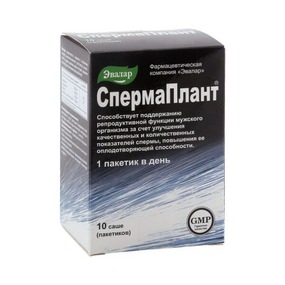 Эвалар
Фармацевтическая
компания «Эвалар»
СпермаПлант®
Способствует поддержанию
репродуктивной функции мужского
организма за счет улучшения
качественных и количественных
показателей спермы, повышения ее
оплодотворяющей способности.
1 пакетик в день
10 саше
(пакетиков)
GMP